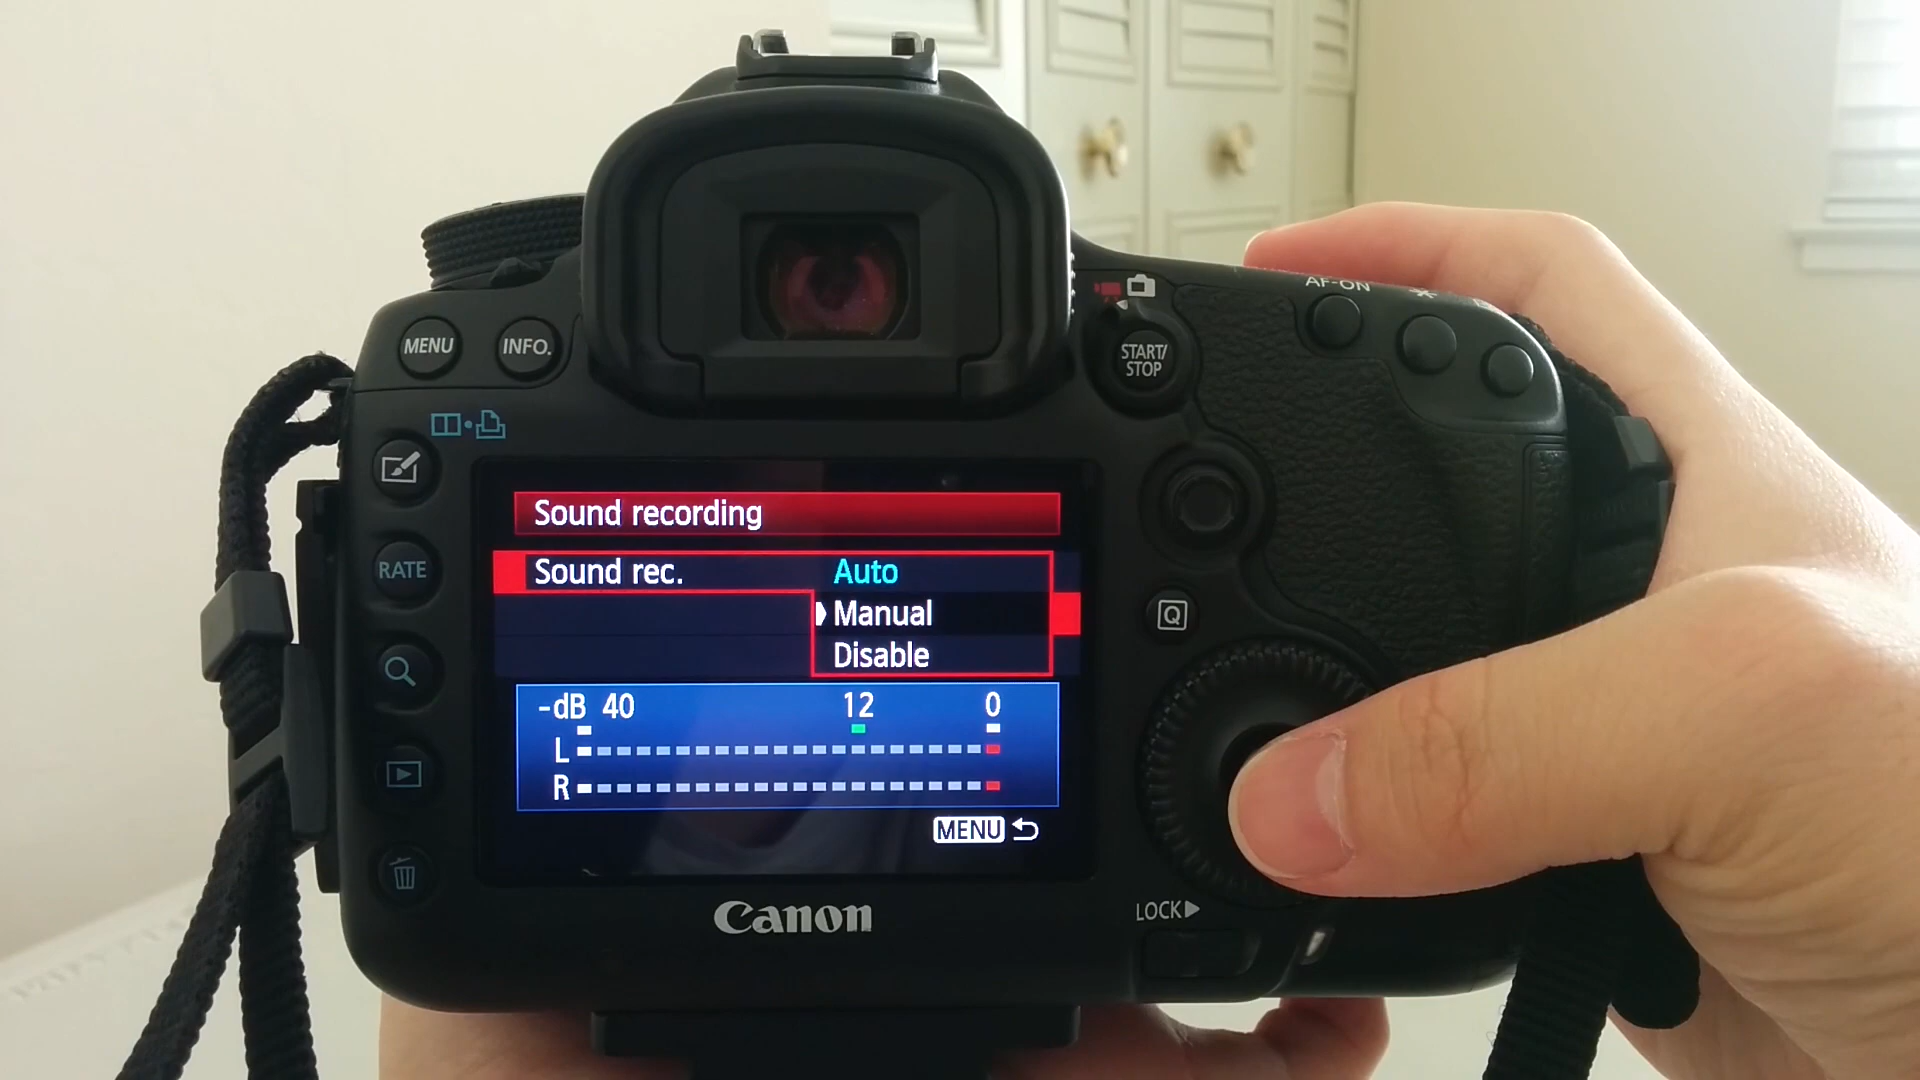 AF-ON
MENU INFO.
START/
STOP
Sound recording
RATE
Sound rec. Auto
Manual
Disable
Q
-dB 40 12 0
L
R
MENU
Canon
LOCK